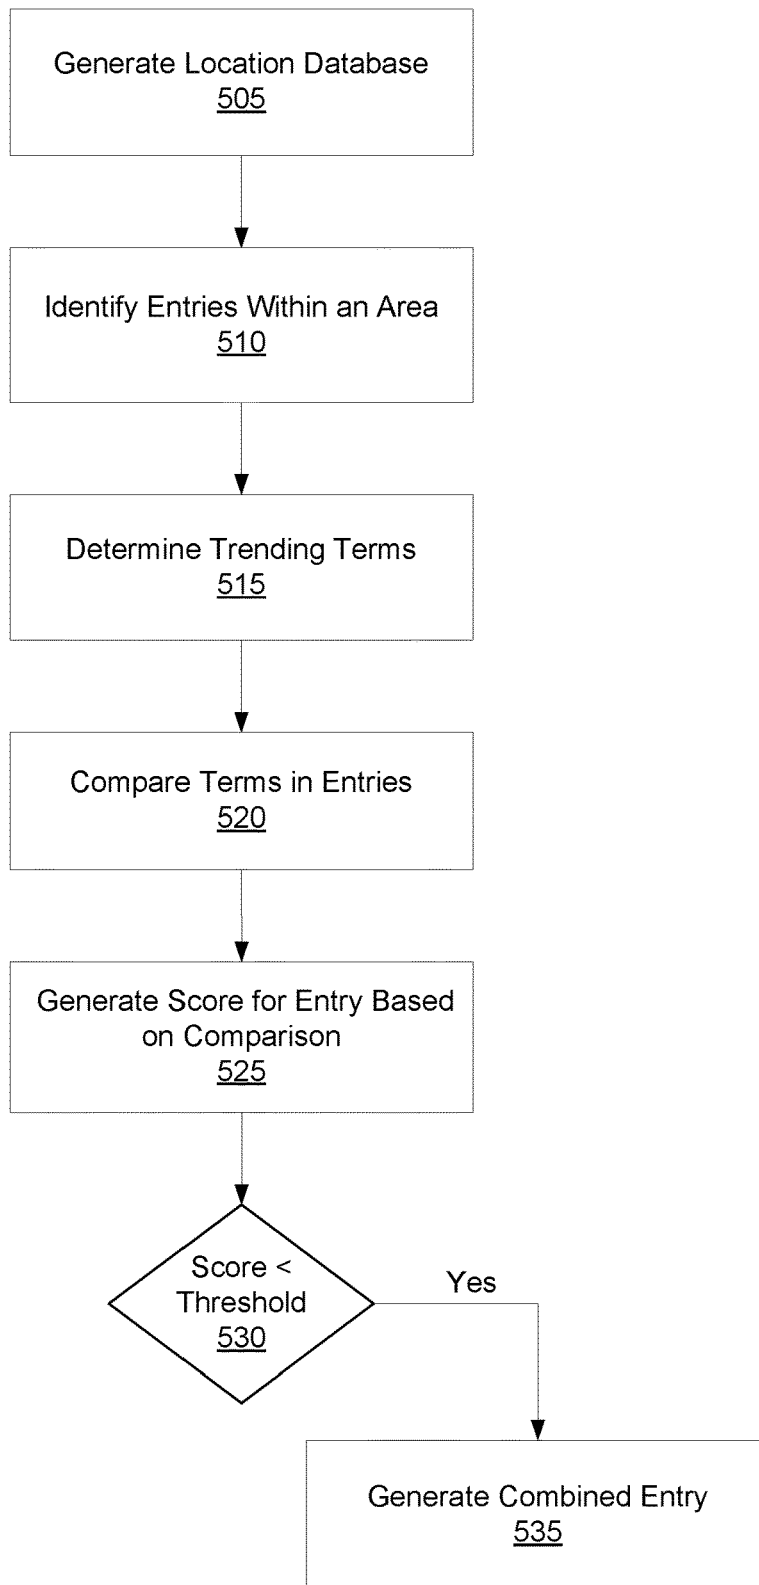 Generate Location Database
505
Identify Entries Within an Area
510
Determine Trending Terms
515
Compare Terms in Entries
520
Generate Score for Entry Based
on Comparison
525
Score <
Threshold
530
Yes
Generate Combined Entry
535